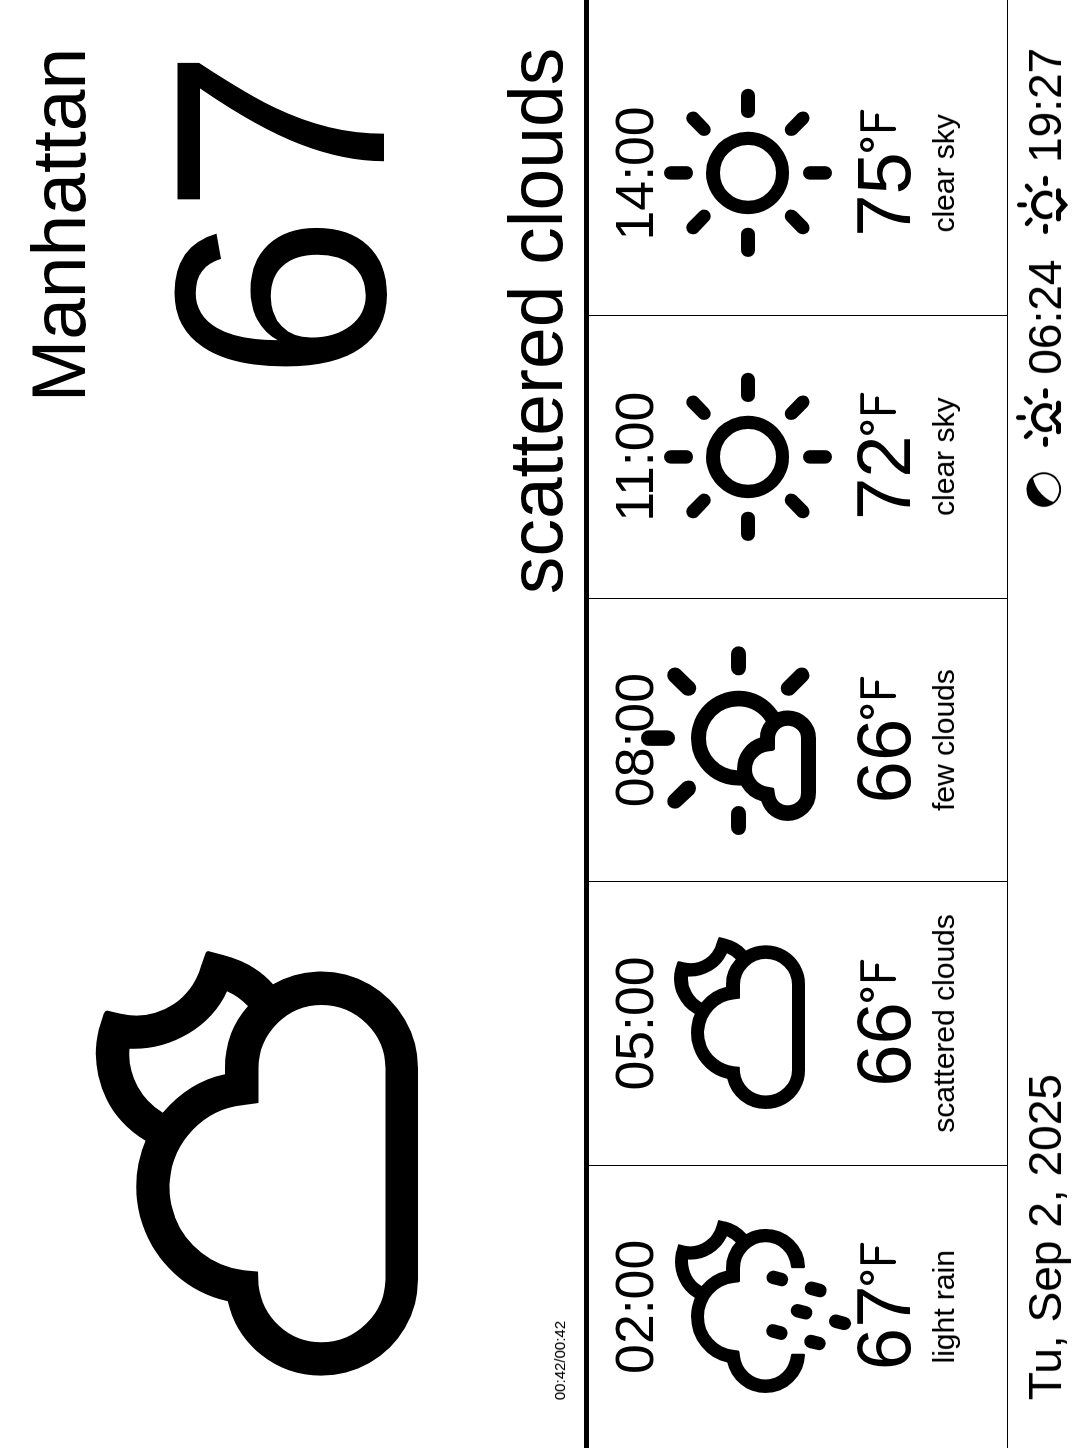 Manhattan
67
scattered clouds
00:42/00:42
02:00 05:00 08:00 11:00 14:00
67°F 66°F 66°F 72°F 75°F
light rain scattered clouds few clouds clear sky clear sky
Tu, Sep 2, 2025 06:24 19:27